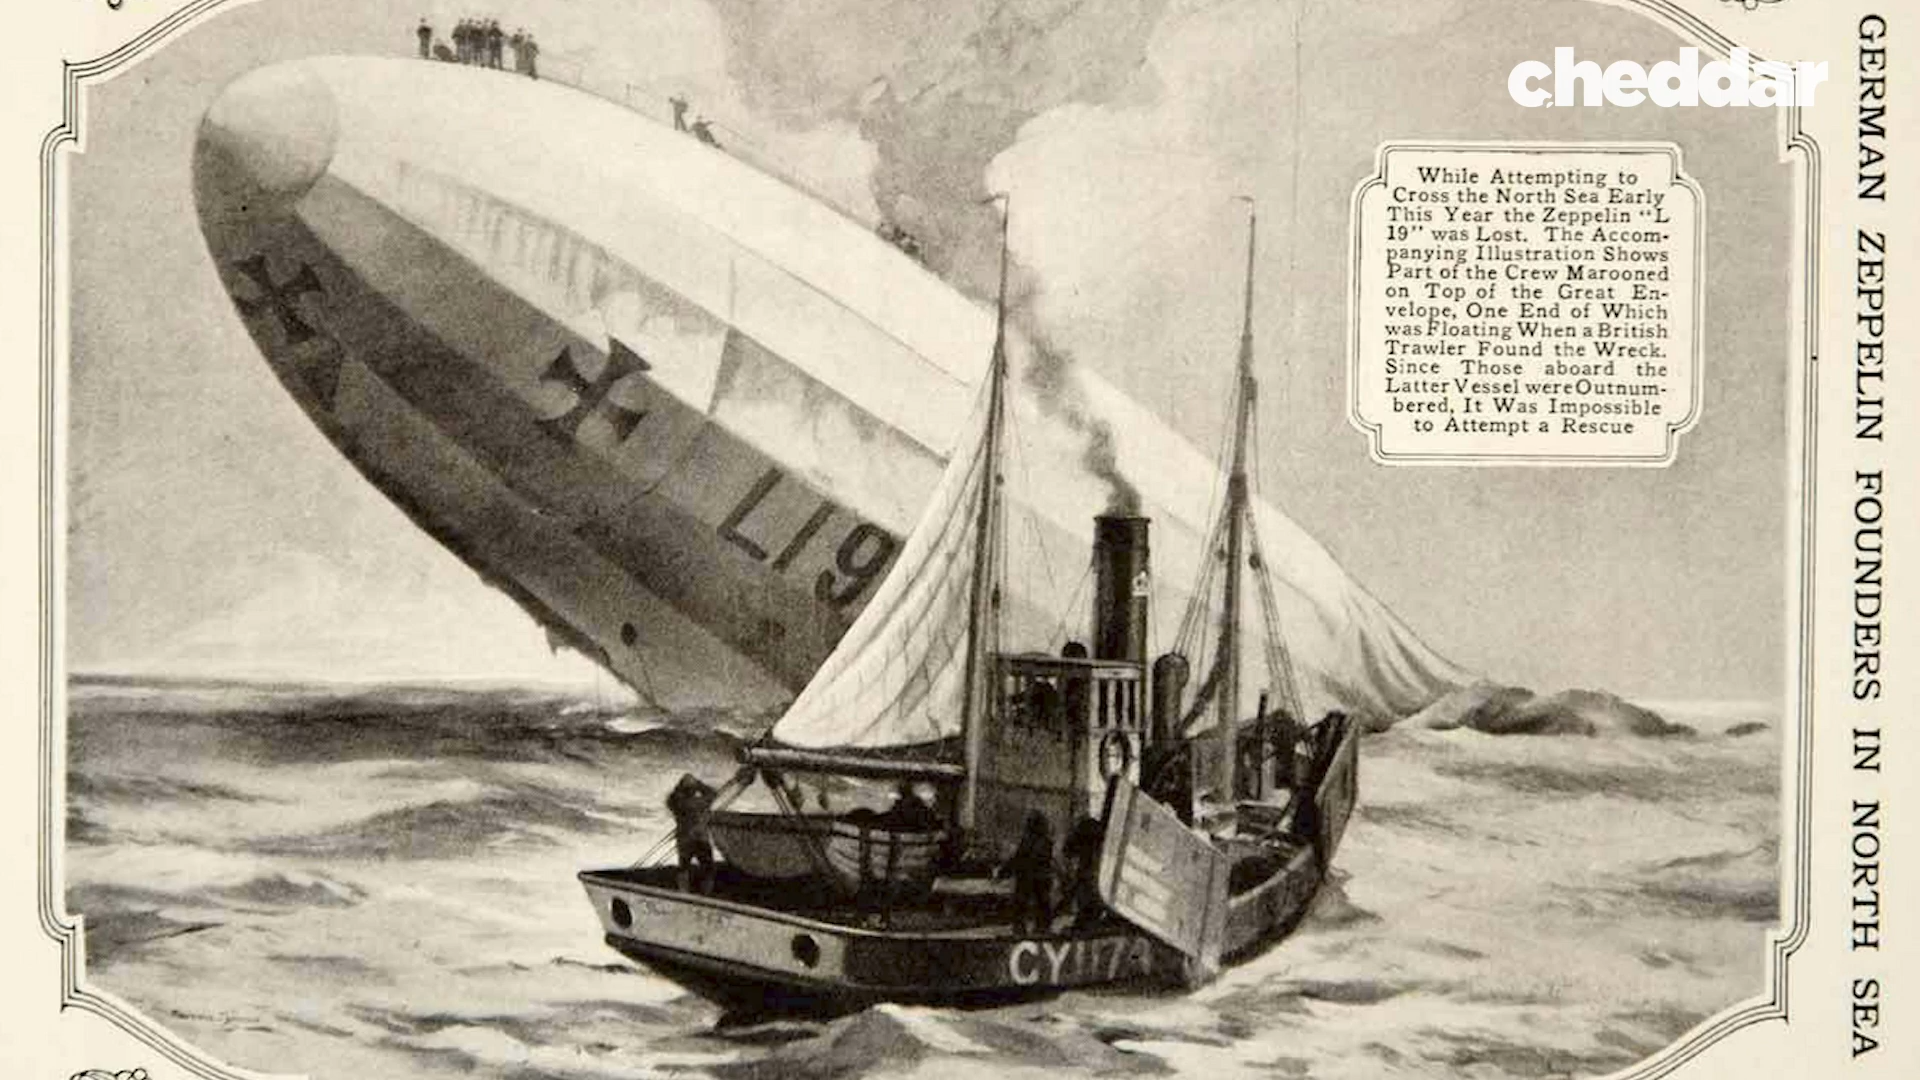 cheddar
While Attempting to
Cross the North Sea Early
This Year the Zeppelin "L
19" was Lost. The Accom-
panying Illustration Shows
Part of the Crew Marooned
on Top of the Great En-
velope, One End of Which
was Floating When a British
Trawler Found the Wreck.
Since Those aboard the
Latter Vessel were Outnum-
bered, It Was Impossible
to Attempt a Rescue
GERMAN ZEPPELIN FOUNDERS IN NORTH SEA
L19